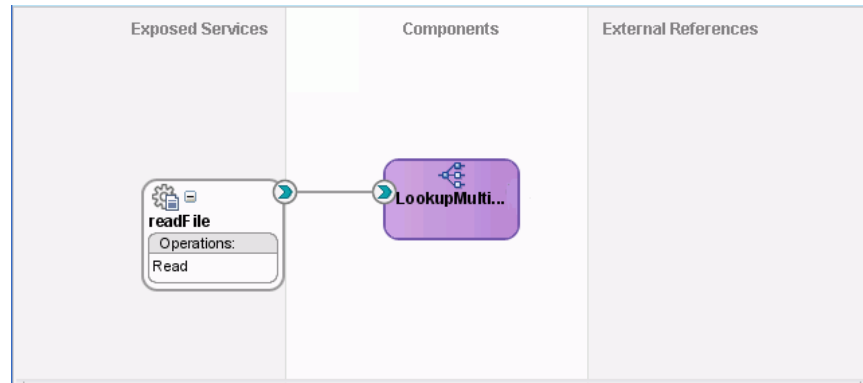 Exposed Services
Components
External References
readFile
Operations:
Read
LookupMulti...